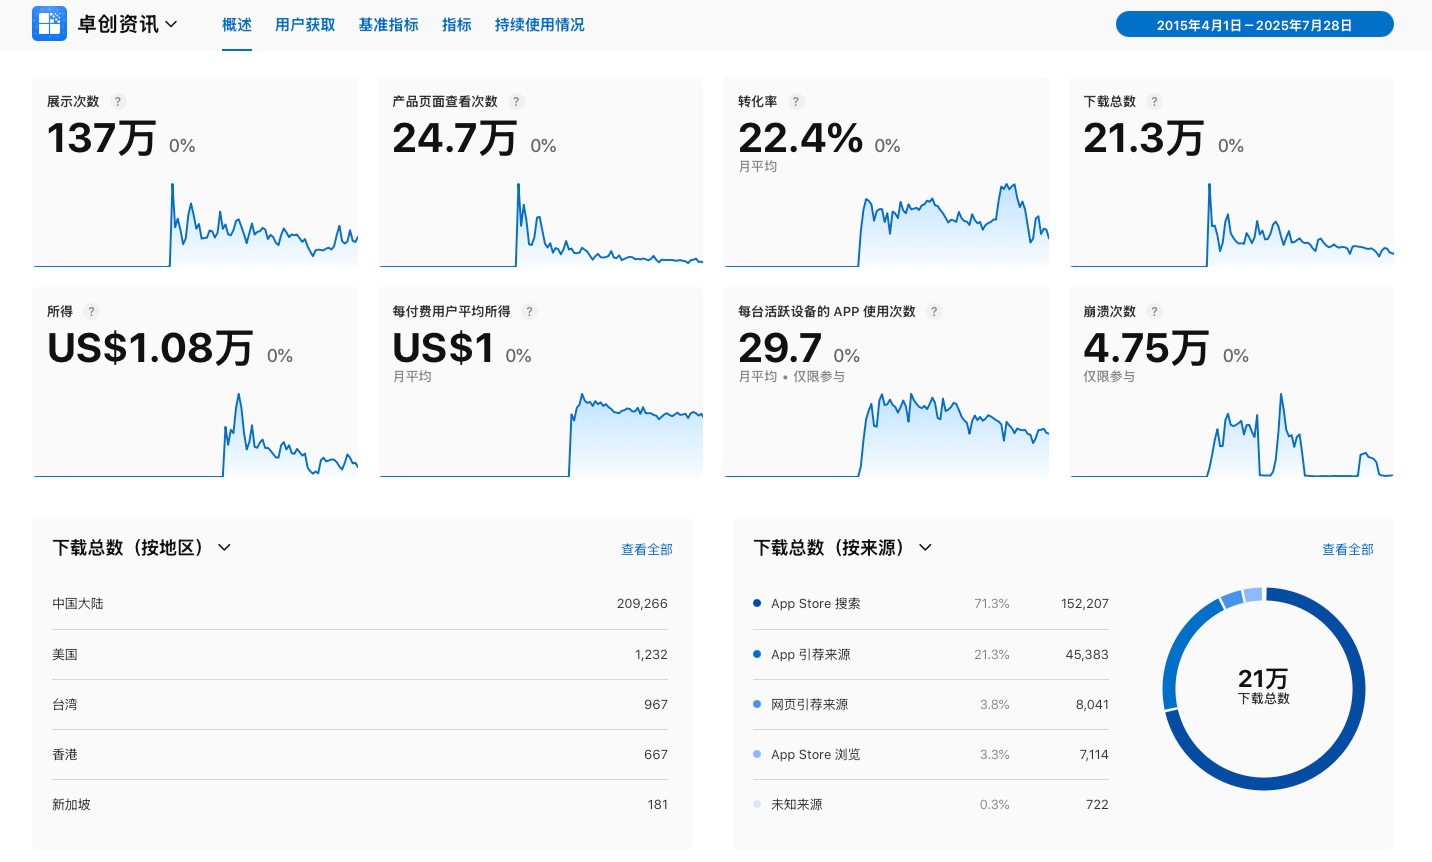 卓创资讯
概述 用户获取 基准指标 指标 持续使用情况
2015年4月1日－2025年7月28日
展示次数 ?
137万 0%
产品页面查看次数 ?
24.7万 0%
转化率 ?
22.4% 0%
月平均
下载总数 ?
21.3万 0%
所得 ?
US$1.08万 0%
每付费用户平均所得 ?
US$1 0%
月平均
每台活跃设备的 APP 使用次数 ?
29.7 0%
月平均 • 仅限参与
崩溃次数 ?
4.75万 0%
仅限参与
下载总数（按地区）
查看全部
中国大陆 209,266
美国 1,232
台湾 967
香港 667
新加坡 181
下载总数（按来源）
查看全部
App Store 搜索 71.3% 152,207
App 引荐来源 21.3% 45,383
网页引荐来源 3.8% 8,041
App Store 浏览 3.3% 7,114
未知来源 0.3% 722
21万
下载总数